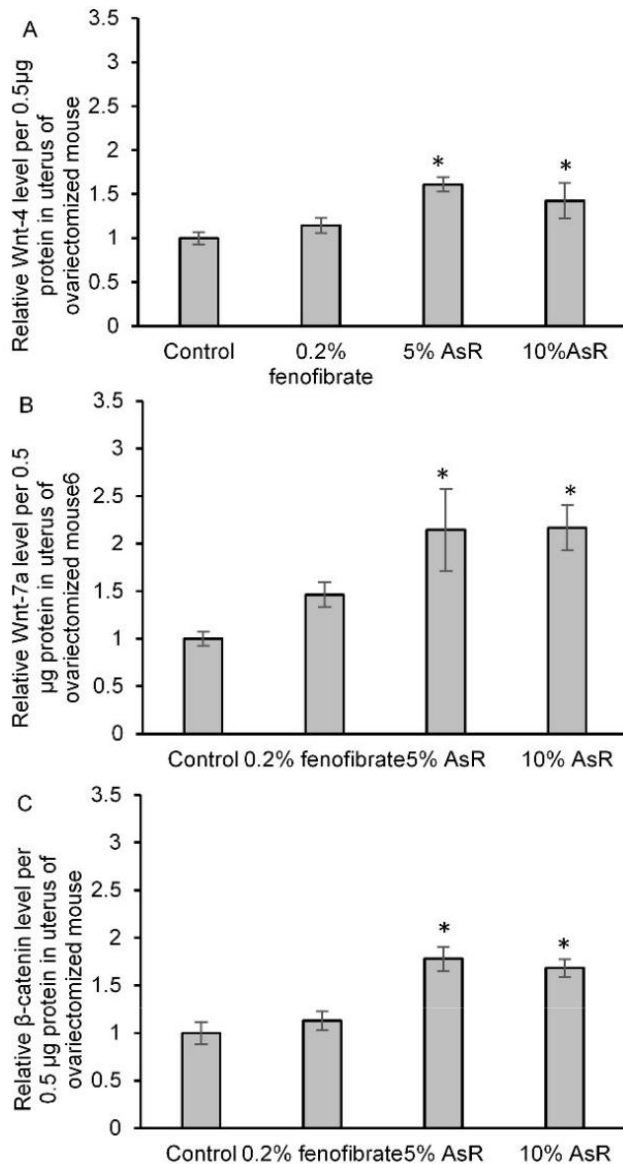 A
Relative Wnt-4 level per 0.5µg
protein in uterus of
ovariectomized mouse
3.5
3
2.5
2
1.5
1
0.5
0
*
*
Control
0.2%
fenofibrate
5% AsR
10%AsR
B
Relative Wnt-7a level per 0.5
µg protein in uterus of
ovariectomized mouse6
3.5
3
2.5
2
1.5
1
0.5
0
*
*
Control 0.2% fenofibrate5% AsR
10% AsR
C
Relative β-catenin level per
0.5 µg protein in uterus of
ovariectomized mouse
3.5
3
2.5
2
1.5
1
0.5
0
*
*
Control 0.2% fenofibrate5% AsR
10% AsR